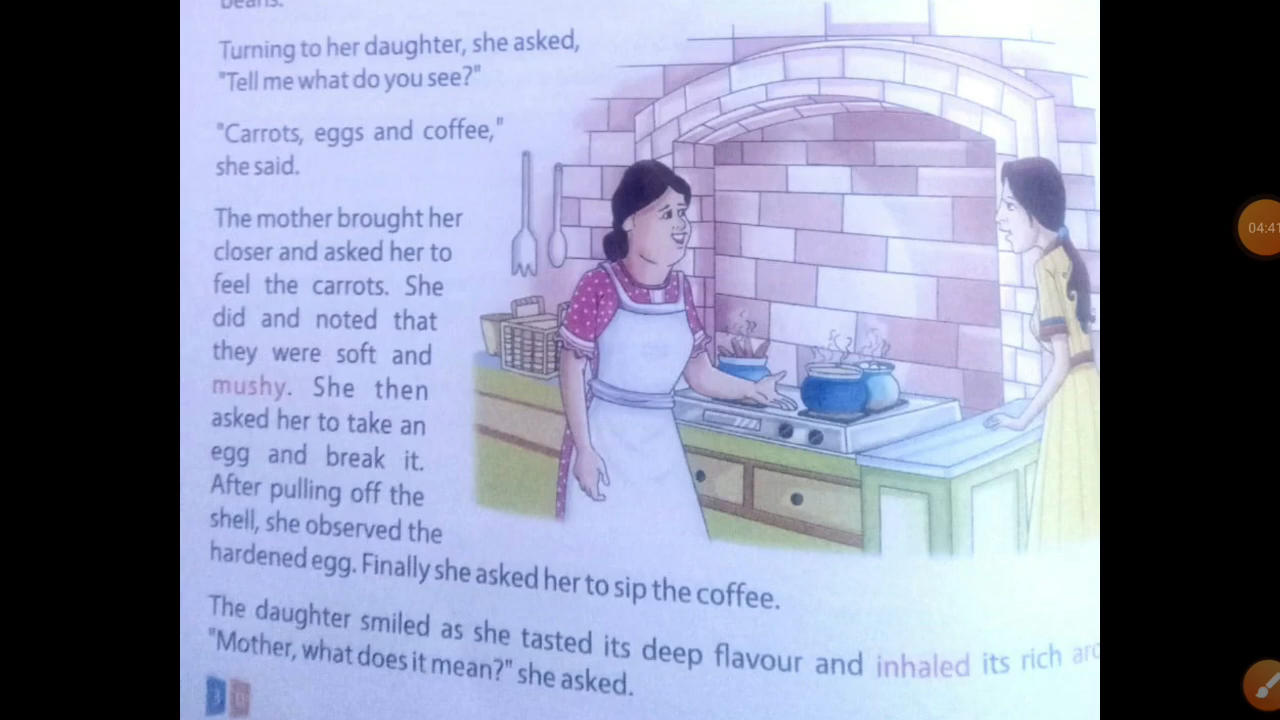 beans.
Turning to her daughter, she asked,
"Tell me what do you see?"
"Carrots, eggs and coffee,"
she said.
The mother brought her
closer and asked her to
feel the carrots. She
did and noted that
they were soft and
mushy. She then
asked her to take an
egg and break it.
After pulling off the
shell, she observed the
hardened egg. Finally she asked her to sip the coffee.
The daughter smiled as she tasted its deep flavour and inhaled its rich
"Mother, what does it mean?" she asked.
04:41